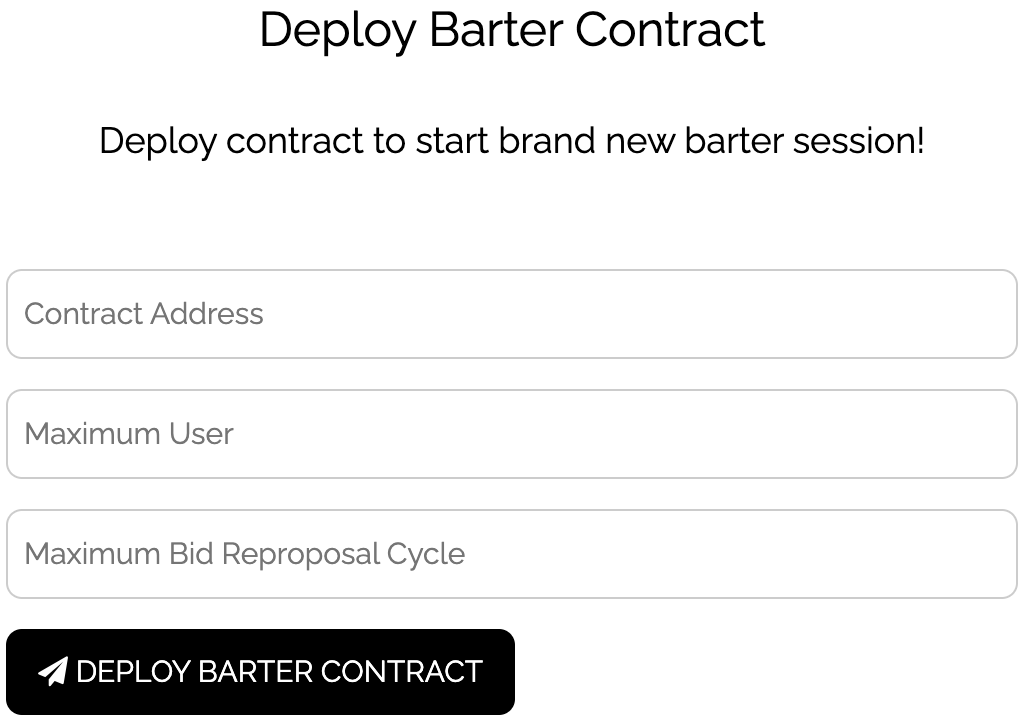 Deploy Barter Contract
Deploy contract to start brand new barter session!
Contract Address
Maximum User
Maximum Bid Reproposal Cycle
DEPLOY BARTER CONTRACT